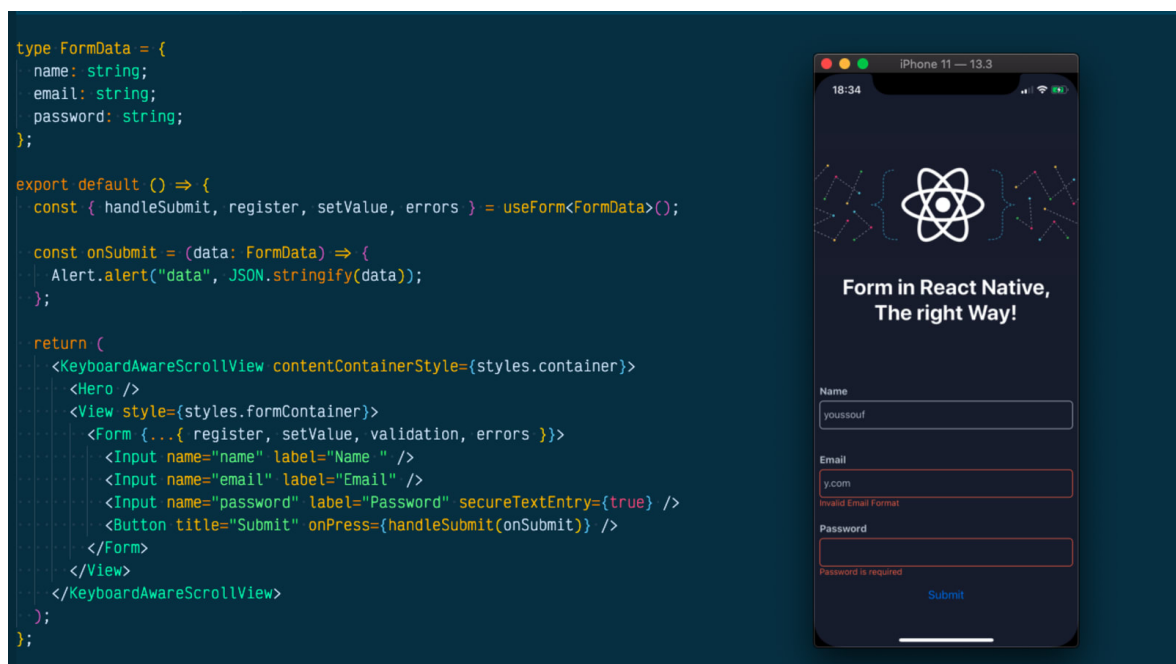 type FormData = {
  name: string;
  email: string;
  password: string;
};

export default () => {
  const { handleSubmit, register, setValue, errors } = useForm<FormData>();

  const onSubmit = (data: FormData) => {
    Alert.alert("data", JSON.stringify(data));
  };

  return (
    <KeyboardAwareScrollView contentContainerStyle={styles.container}>
      <Hero />
      <View style={styles.formContainer}>
        <Form {...{ register, setValue, validation, errors }}>
          <Input name="name" label="Name " />
          <Input name="email" label="Email" />
          <Input name="password" label="Password" secureTextEntry={true} />
          <Button title="Submit" onPress={handleSubmit(onSubmit)} />
        </Form>
      </View>
    </KeyboardAwareScrollView>
  );
};
iPhone 11 — 13.3
18:34
Form in React Native,
The right Way!
Name
youssouf
Email
y.com
Invalid Email Format
Password
Password is required
Submit